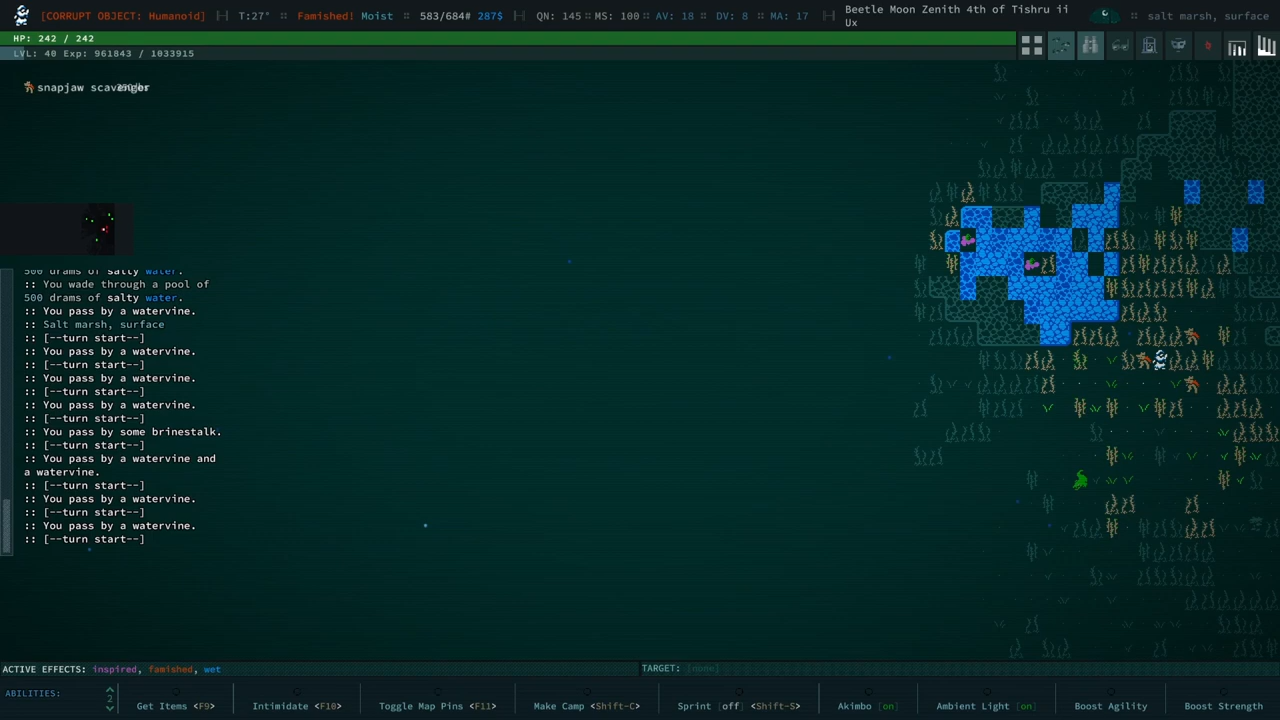 [CORRUPT OBJECT: Humanoid] T:27° :: Famished! Moist :: 583/684# 287$ QN: 145 :: MS: 100 :: AV: 18 :: DV: 8 :: MA: 17 Beetle Moon Zenith 4th of Tishru ii Ux :: salt marsh, surface
HP: 242 / 242
LVL: 40 Exp: 961843 / 1033915
snapjaw scavenger
500 drams of salty water.
:: You wade through a pool of
500 drams of salty water.
:: You pass by a watervine.
:: Salt marsh, surface
:: [--turn start--]
:: You pass by a watervine.
:: [--turn start--]
:: You pass by a watervine.
:: [--turn start--]
:: You pass by a watervine.
:: [--turn start--]
:: You pass by some brinestalk.
:: [--turn start--]
:: You pass by a watervine and
a watervine.
:: [--turn start--]
:: You pass by a watervine.
:: [--turn start--]
:: You pass by a watervine.
:: [--turn start--]
ACTIVE EFFECTS: inspired, famished, wet
TARGET: [none]
ABILITIES: 2 Get Items <F9> Intimidate <F10> Toggle Map Pins <F11> Make Camp <Shift-C> Sprint [off] <Shift-S> Akimbo [on] Ambient Light [on] Boost Agility Boost Strength